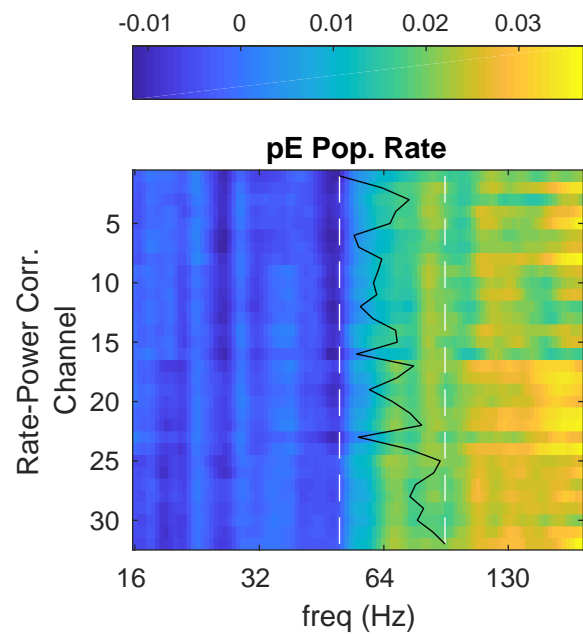 -0.01 0 0.01 0.02 0.03
pE Pop. Rate
Rate-Power Corr.
Channel
5
10
15
20
25
30
16 32 64 130
freq (Hz)